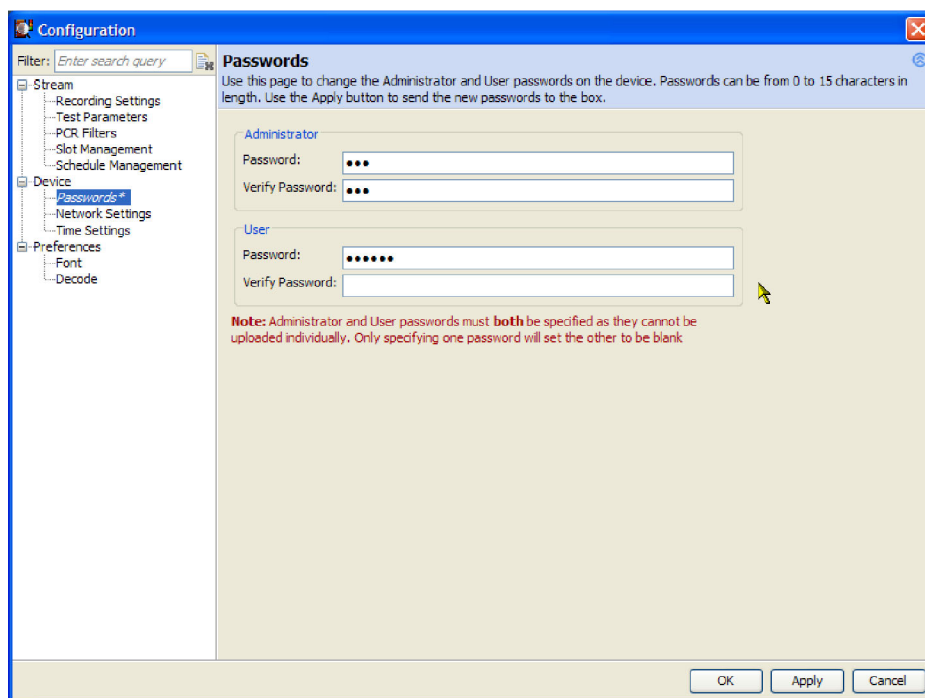 Configuration
Filter: Enter search query
Stream
Recording Settings
Test Parameters
PCR Filters
Slot Management
Schedule Management
Device
Passwords*
Network Settings
Time Settings
Preferences
Font
Decode
Passwords
Use this page to change the Administrator and User passwords on the device. Passwords can be from 0 to 15 characters in
length. Use the Apply button to send the new passwords to the box.
Administrator
Password: •••
Verify Password: •••
User
Password: ••••••
Verify Password:
Note: Administrator and User passwords must both be specified as they cannot be
uploaded individually. Only specifying one password will set the other to be blank
OK Apply Cancel